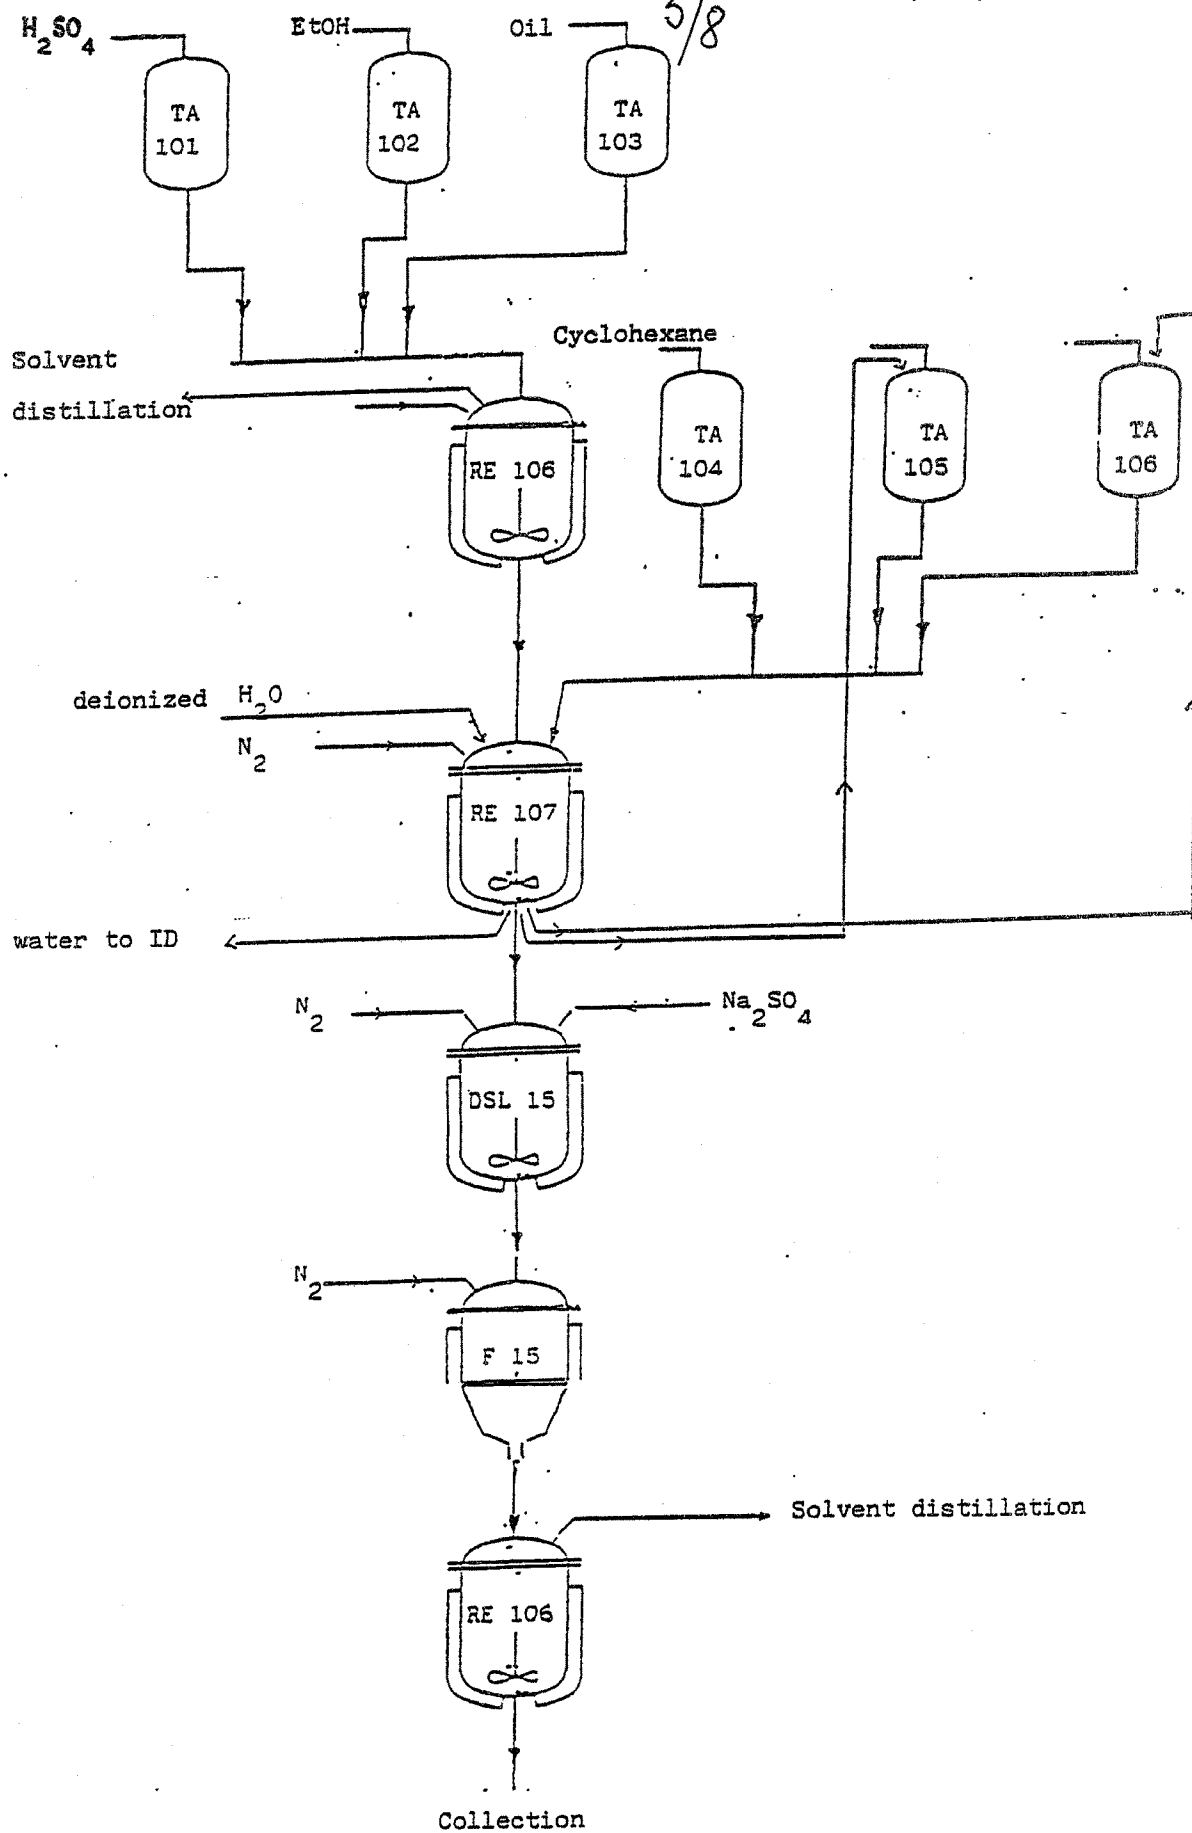 5/8
H2SO4 EtOH Oil
TA 101
TA 102
TA 103
Cyclohexane
Solvent
distillation
TA 104
TA 105
TA 106
RE 106
deionized H2O
N2
RE 107
water to ID
N2 Na2SO4
DSL 15
N2
F 15
Solvent distillation
RE 106
Collection